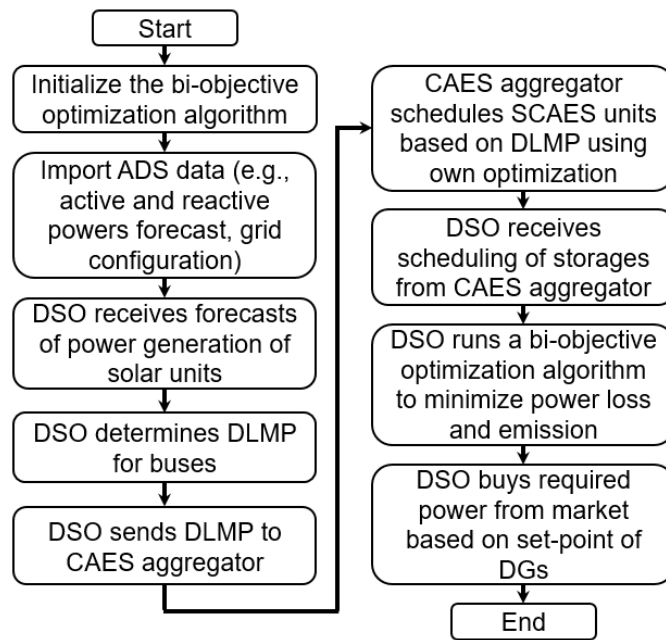 Start
Initialize the bi-objective
optimization algorithm
Import ADS data (e.g.,
active and reactive
powers forecast, grid
configuration)
DSO receives forecasts
of power generation of
solar units
DSO determines DLMP
for buses
DSO sends DLMP to
CAES aggregator
CAES aggregator
schedules SCAES units
based on DLMP using
own optimization
DSO receives
scheduling of storages
from CAES aggregator
DSO runs a bi-objective
optimization algorithm
to minimize power loss
and emission
DSO buys required
power from market
based on set-point of
DGs
End